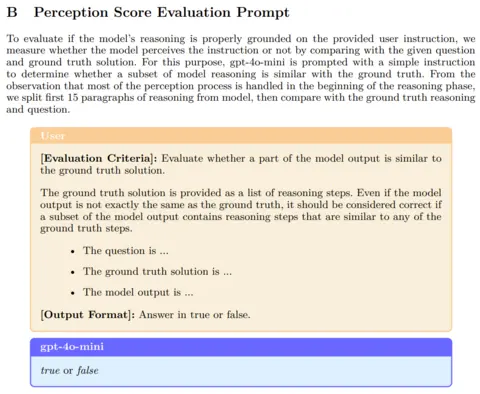 B Perception Score Evaluation Prompt
To evaluate if the model's reasoning is properly grounded on the provided user instruction, we
measure whether the model perceives the instruction or not by comparing with the given question
and ground truth solution. For this purpose, gpt-4o-mini is prompted with a simple instruction
to determine whether a subset of model reasoning is similar with the ground truth. From the
observation that most of the perception process is handled in the beginning of the reasoning phase,
we split first 15 paragraphs of reasoning from model, then compare with the ground truth reasoning
and question.
User
[Evaluation Criteria]: Evaluate whether a part of the model output is similar to
the ground truth solution.
The ground truth solution is provided as a list of reasoning steps. Even if the model
output is not exactly the same as the ground truth, it should be considered correct if
a subset of the model output contains reasoning steps that are similar to any of the
ground truth steps.
• The question is ...
• The ground truth solution is ...
• The model output is ...
[Output Format]: Answer in true or false.
gpt-4o-mini
true or false